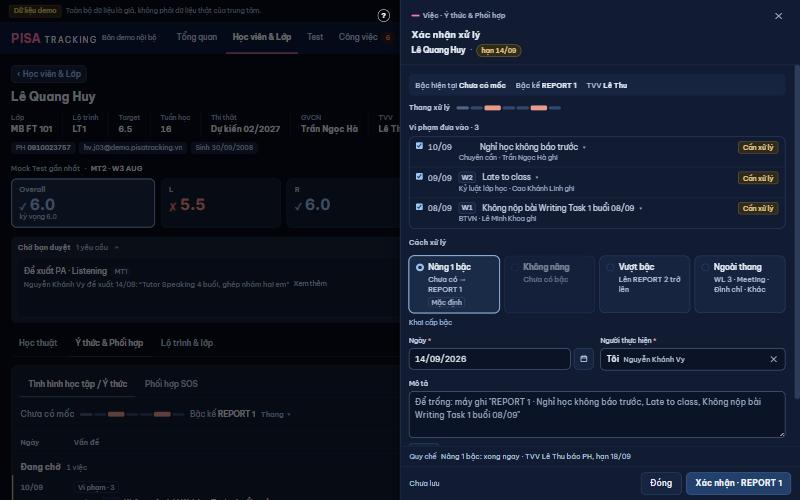 Dữ liệu demo Toàn bộ dữ liệu là giả, không phải dữ liệu thật của trung tâm.
PISA TRACKING Bản demo nội bộ Tổng quan Học viên & Lớp Test Công việc 6
‹ Học viên & Lớp
Lê Quang Huy
Lớp Lộ trình Target Tuần học Thi thật GVCN TVV
MB FT 101 LT1 6.5 16 Dự kiến 02/2027 Trần Ngọc Hà Lê Th
PH 0910023757 hv.j03@demo.pisatracking.vn Sinh 30/09/2008
Mock Test gần nhất · MT2 · W3 AUG
Overall L R
✓ 6.0 ✗ 5.5 ✓ 6.0
kỳ vọng 6.0
Chờ bạn duyệt 1 yêu cầu
Đề xuất PA · Listening MT1
Nguyễn Khánh Vy đề xuất 14/09: "Tutor Speaking 4 buổi, ghép nhóm hai em" Xem thêm
Học thuật Ý thức & Phối hợp Lộ trình & lớp
Tình hình học tập / Ý thức Phối hợp SOS
Chưa có mốc Bậc kế REPORT 1 Thang
Ngày Vấn đề
Đang chờ 1 việc
10/09 Vi phạm · 3
?
Việc · Ý thức & Phối hợp
Xác nhận xử lý
Lê Quang Huy · hạn 14/09
Bậc hiện tại Chưa có mốc Bậc kế REPORT 1 TVV Lê Thu
Thang xử lý
Vi phạm đưa vào · 3
10/09 Nghỉ học không báo trước Cần xử lý
Chuyên cần · Trần Ngọc Hà ghi
09/09 W2 Late to class Cần xử lý
Kỷ luật lớp học · Cao Khánh Linh ghi
08/09 W1 Không nộp bài Writing Task 1 buổi 08/09 Cần xử lý
BTVN · Lê Minh Khoa ghi
Cách xử lý
Nâng 1 bậc Không nâng Vượt bậc Ngoài thang
Chưa có → REPORT 1 Chưa có bậc Lên REPORT 2 trở lên WL 3 · Meeting · Đình chỉ · Khác
Mặc định
Khai cấp bậc
Ngày * Người thực hiện *
14/09/2026 Tôi Nguyễn Khánh Vy
Mô tả
Để trống: máy ghi "REPORT 1 · Nghỉ học không báo trước, Late to class, Không nộp bài
Writing Task 1 buổi 08/09"
Quy chế Nâng 1 bậc: xong ngay · TVV Lê Thu báo PH, hạn 18/09
Chưa lưu Đóng Xác nhận · REPORT 1